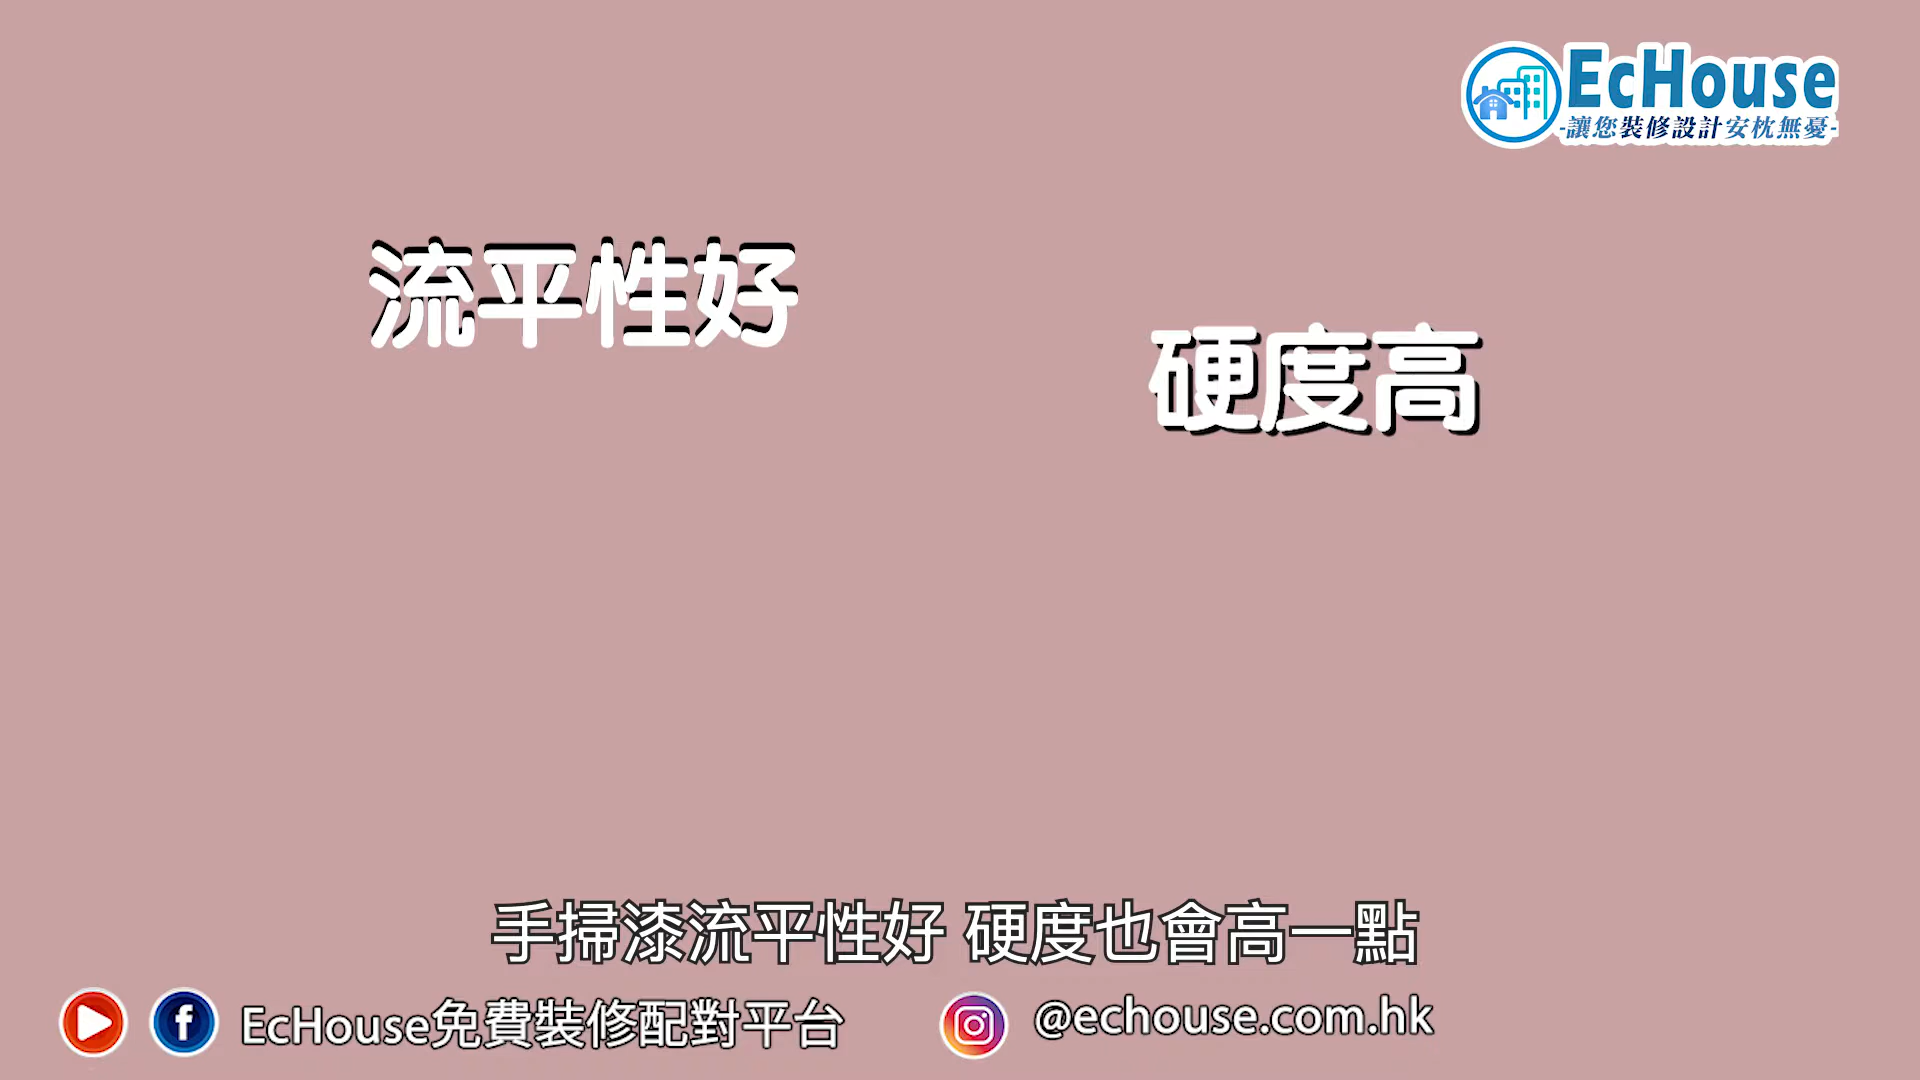 EcHouse
-讓您裝修設計安枕無憂-
流平性好
硬度高
手掃漆流平性好 硬度也會高一點
EcHouse免費裝修配對平台
@echouse.com.hk